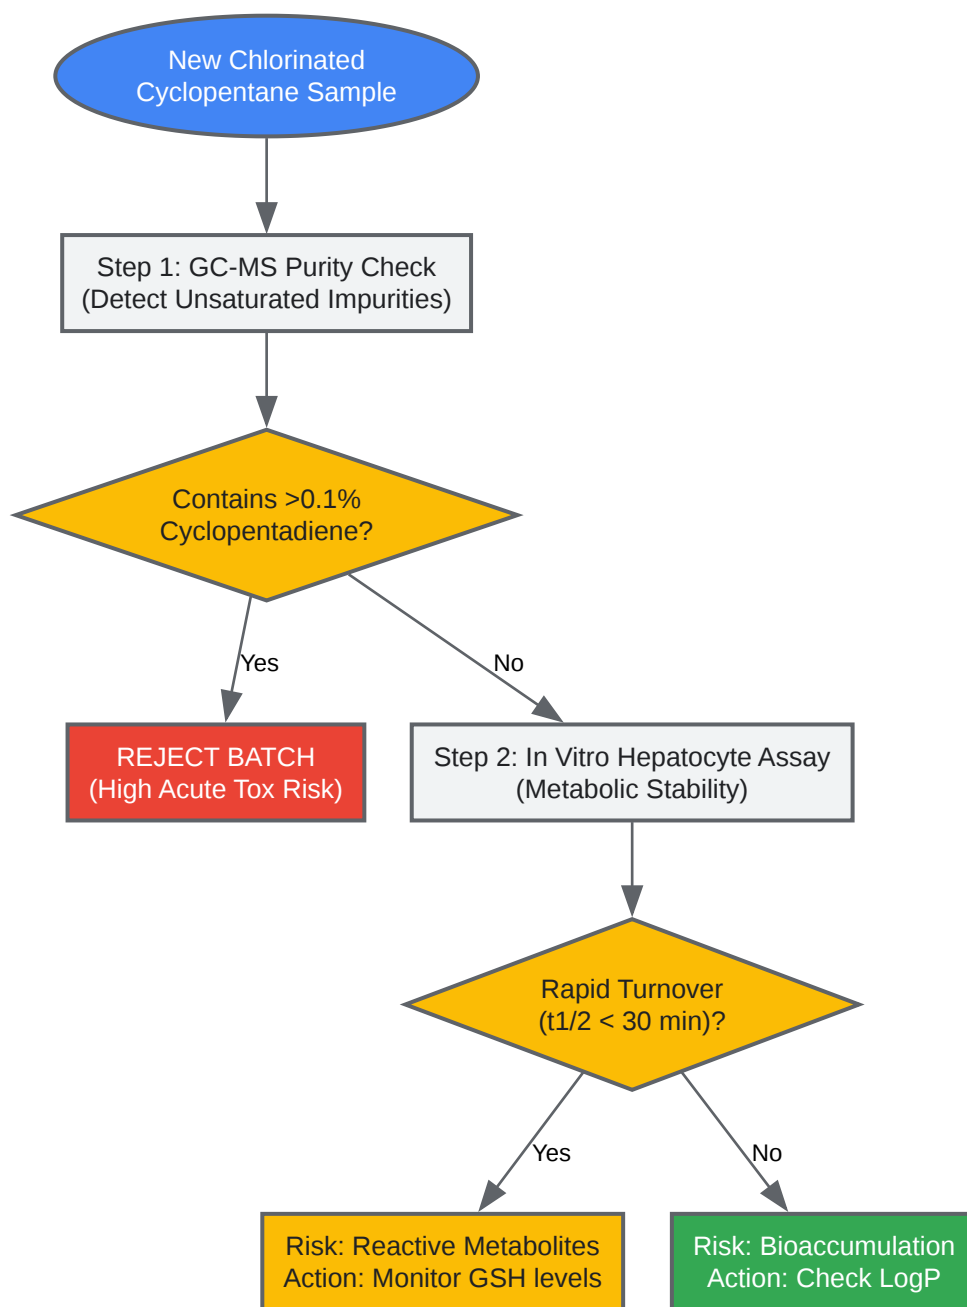 New Chlorinated
Cyclopentane Sample
Step 1: GC-MS Purity Check
(Detect Unsaturated Impurities)
Contains >0.1%
Cyclopentadiene?
Yes
No
REJECT BATCH
(High Acute Tox Risk)
Step 2: In Vitro Hepatocyte Assay
(Metabolic Stability)
Rapid Turnover
(t1/2 < 30 min)?
Yes
No
Risk: Reactive Metabolites
Action: Monitor GSH levels
Risk: Bioaccumulation
Action: Check LogP